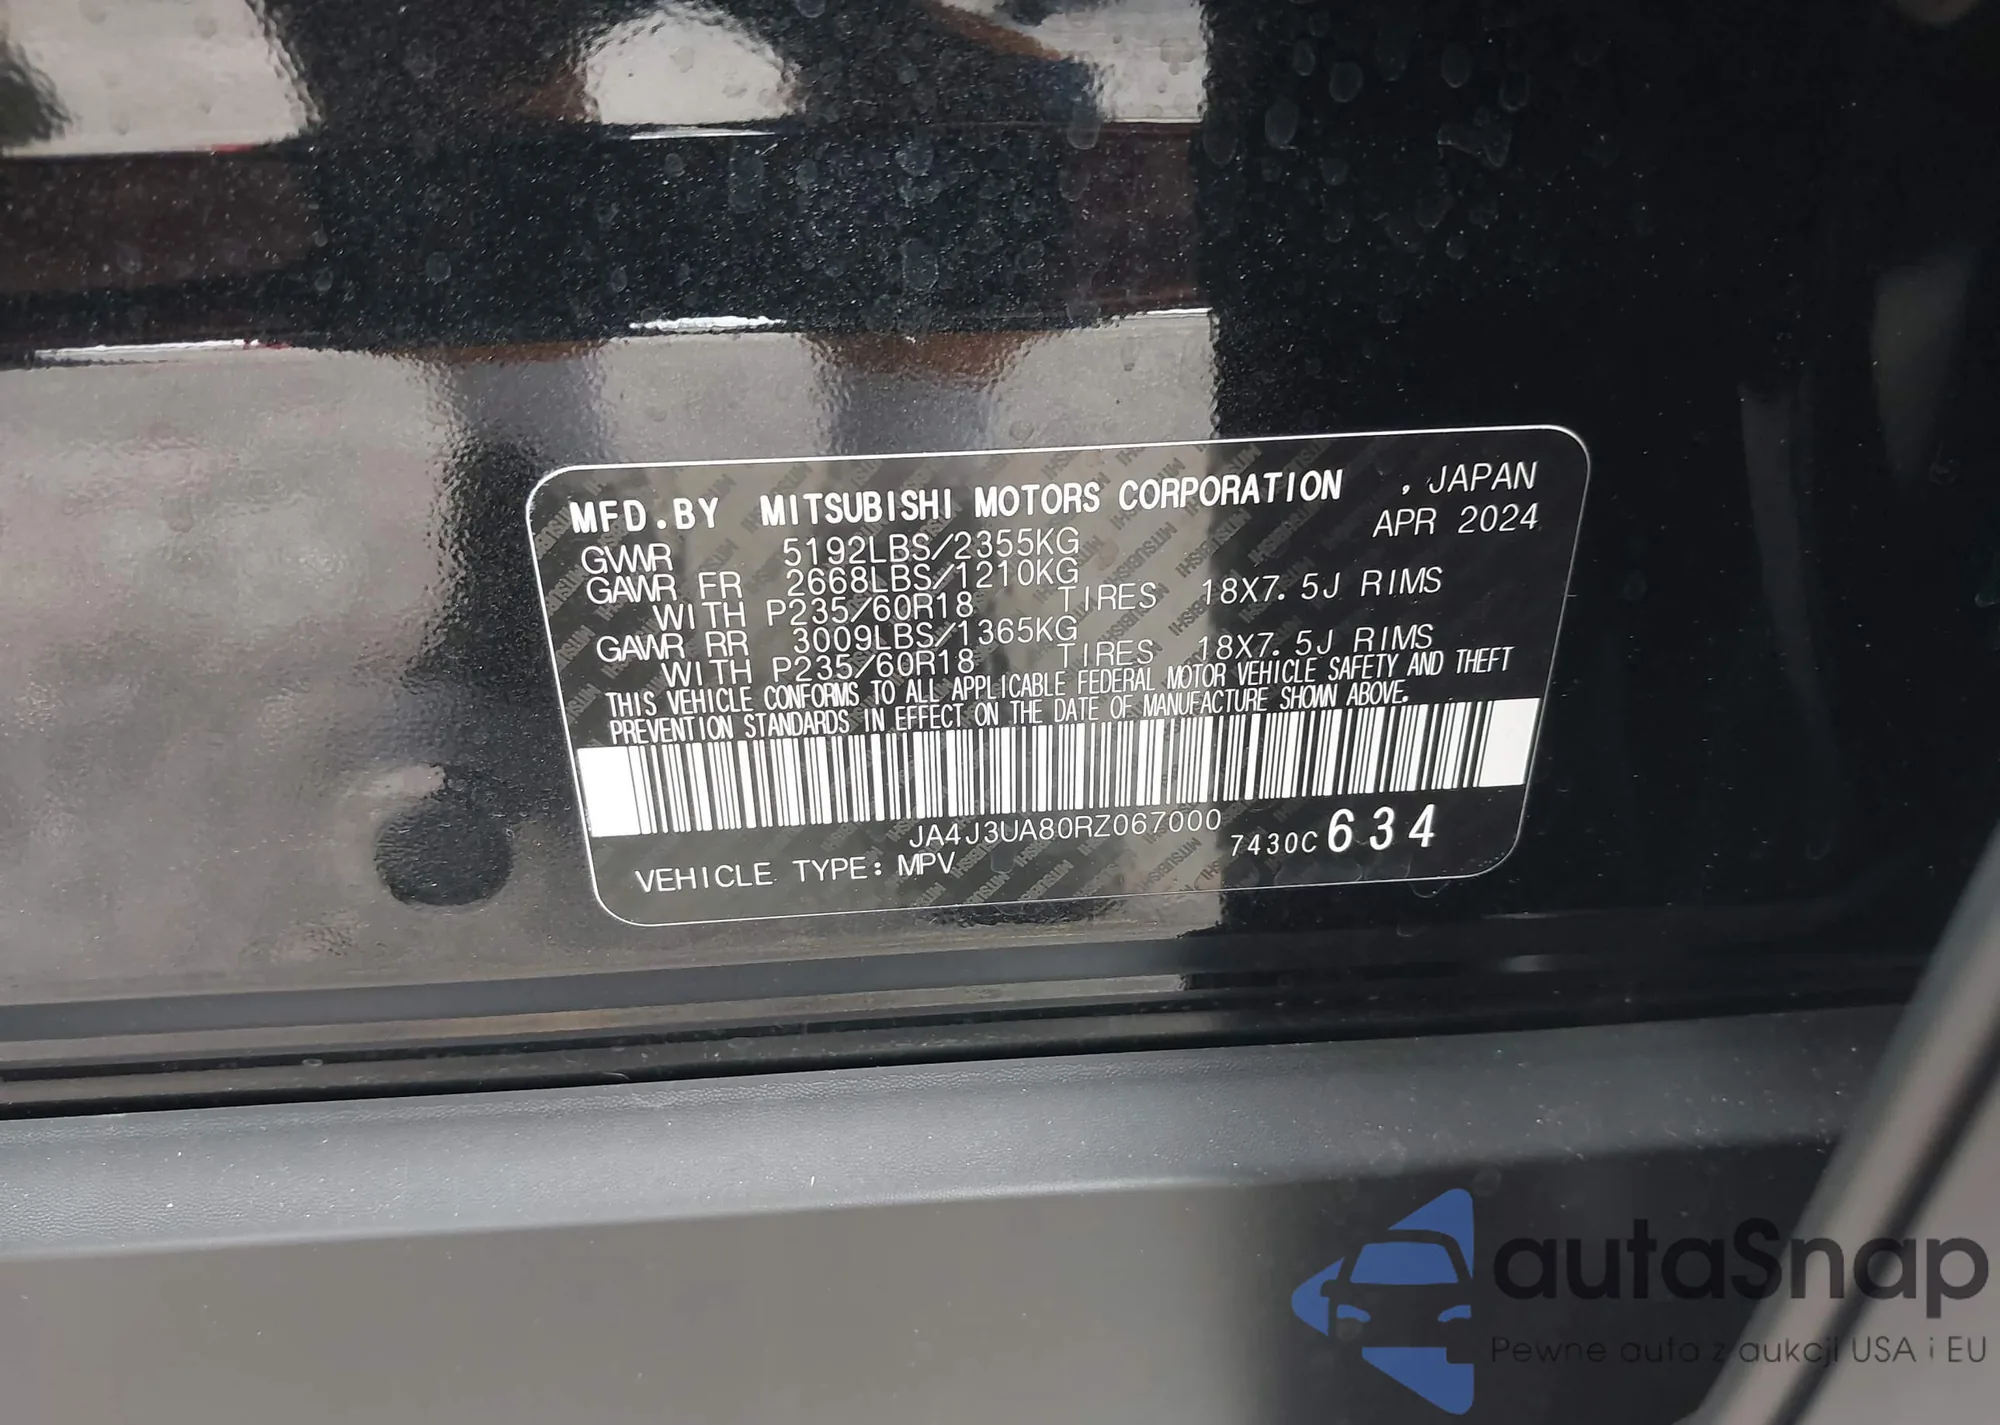 MFD.BY MITSUBISHI MOTORS CORPORATION , JAPAN
APR 2024
GVWR 5192LBS/2355KG
GAWR FR 2668LBS/1210KG
WITH P235/60R18 TIRES 18X7.5J RIMS
GAWR RR 3009LBS/1365KG
WITH P235/60R18 TIRES 18X7.5J RIMS
THIS VEHICLE CONFORMS TO ALL APPLICABLE FEDERAL MOTOR VEHICLE SAFETY AND THEFT
PREVENTION STANDARDS IN EFFECT ON THE DATE OF MANUFACTURE SHOWN ABOVE.
JA4J3UA80RZ067000 7430C 634
VEHICLE TYPE: MPV
autaSnap
Pewne auta z aukcji USA i EU